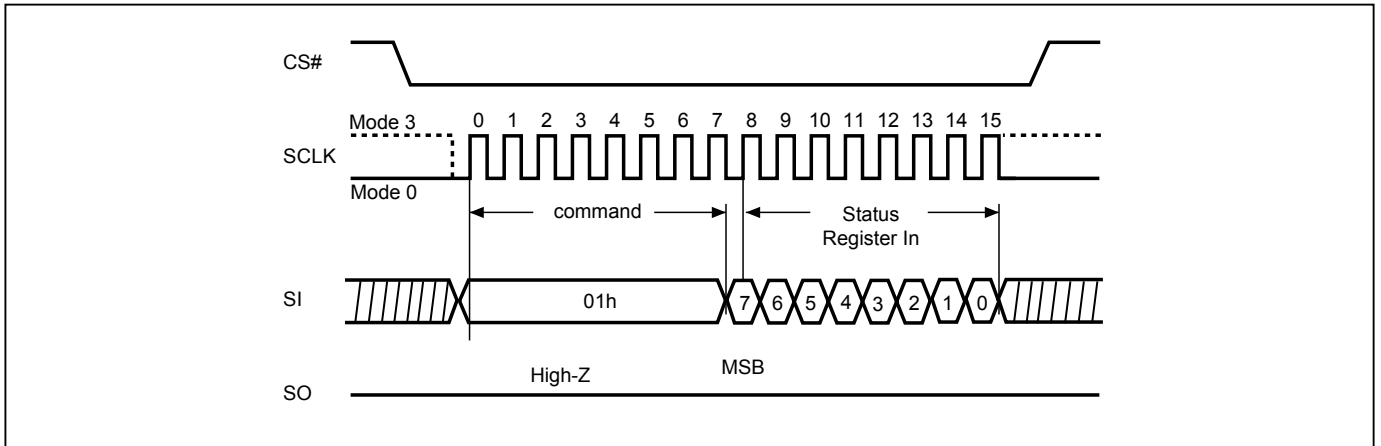 CS#
Mode 3
0 1 2 3 4 5 6 7 8 9 10 11 12 13 14 15
SCLK
Mode 0
command
Status
Register In
SI
01h
7 6 5 4 3 2 1 0
High-Z
MSB
SO